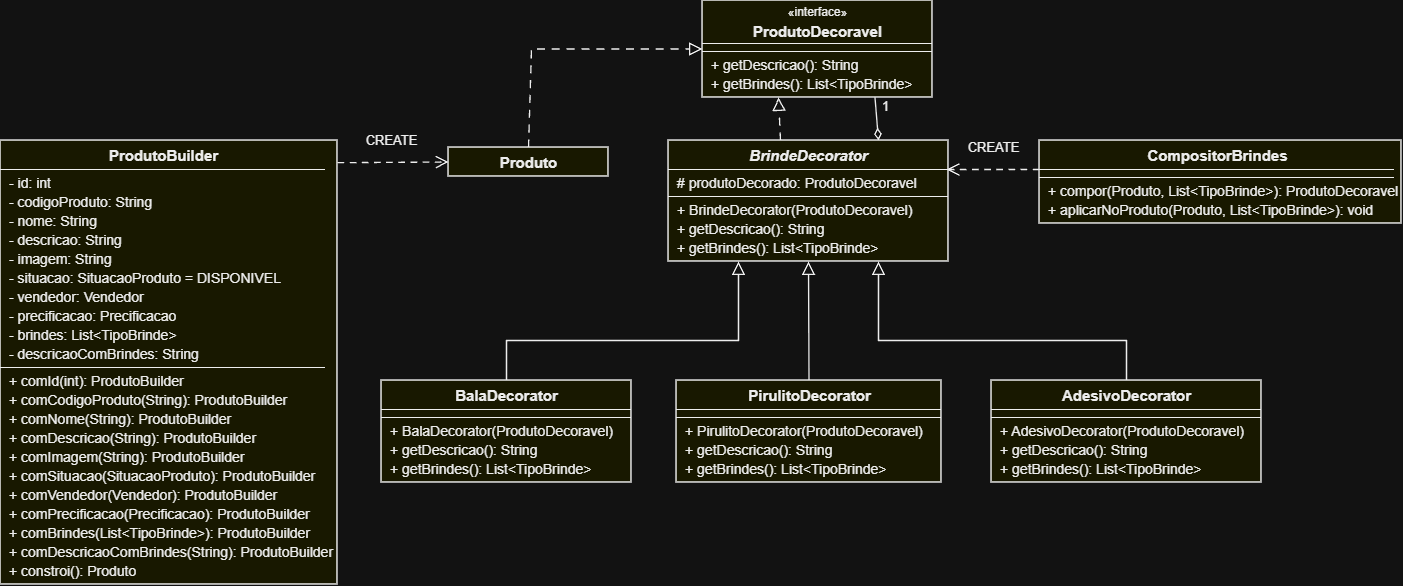 «interface»
ProdutoDecoravel
+ getDescricao(): String
+ getBrindes(): List<TipoBrinde>
1
CREATE
ProdutoBuilder
- id: int
- codigoProduto: String
- nome: String
- descricao: String
- imagem: String
- situacao: SituacaoProduto = DISPONIVEL
- vendedor: Vendedor
- precificacao: Precificacao
- brindes: List<TipoBrinde>
- descricaoComBrindes: String
+ comId(int): ProdutoBuilder
+ comCodigoProduto(String): ProdutoBuilder
+ comNome(String): ProdutoBuilder
+ comDescricao(String): ProdutoBuilder
+ comImagem(String): ProdutoBuilder
+ comSituacao(SituacaoProduto): ProdutoBuilder
+ comVendedor(Vendedor): ProdutoBuilder
+ comPrecificacao(Precificacao): ProdutoBuilder
+ comBrindes(List<TipoBrinde>): ProdutoBuilder
+ comDescricaoComBrindes(String): ProdutoBuilder
+ constroi(): Produto
Produto
BrindeDecorator
# produtoDecorado: ProdutoDecoravel
+ BrindeDecorator(ProdutoDecoravel)
+ getDescricao(): String
+ getBrindes(): List<TipoBrinde>
CREATE
CompositorBrindes
+ compor(Produto, List<TipoBrinde>): ProdutoDecoravel
+ aplicarNoProduto(Produto, List<TipoBrinde>): void
BalaDecorator
+ BalaDecorator(ProdutoDecoravel)
+ getDescricao(): String
+ getBrindes(): List<TipoBrinde>
PirulitoDecorator
+ PirulitoDecorator(ProdutoDecoravel)
+ getDescricao(): String
+ getBrindes(): List<TipoBrinde>
AdesivoDecorator
+ AdesivoDecorator(ProdutoDecoravel)
+ getDescricao(): String
+ getBrindes(): List<TipoBrinde>